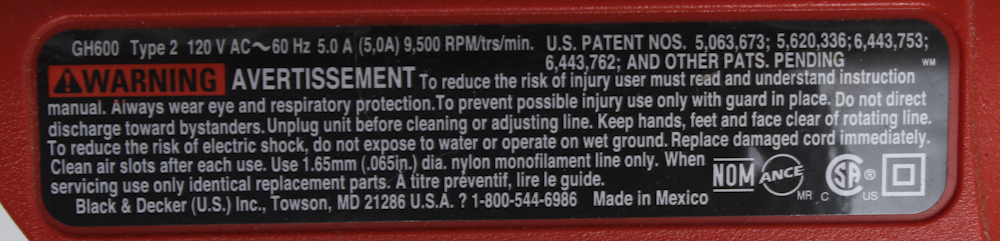 GH600 Type 2 120 V AC～60 Hz 5.0 A (5,0A) 9,500 RPM/trs/min. U.S. PATENT NOS. 5,063,673; 5,620,336; 6,443,753;
6,443,762; AND OTHER PATS. PENDING WM
WARNING AVERTISSEMENT To reduce the risk of injury user must read and understand instruction
manual. Always wear eye and respiratory protection.To prevent possible injury use only with guard in place. Do not direct
discharge toward bystanders. Unplug unit before cleaning or adjusting line. Keep hands, feet and face clear of rotating line.
To reduce the risk of electric shock, do not expose to water or operate on wet ground. Replace damaged cord immediately.
Clean air slots after each use. Use 1.65mm (.065in.) dia. nylon monofilament line only. When
servicing use only identical replacement parts. À titre préventif, lire le guide.
Black & Decker (U.S.) Inc., Towson, MD 21286 U.S.A. ? 1-800-544-6986 Made in Mexico
NOM ANCE MR C SA ® US